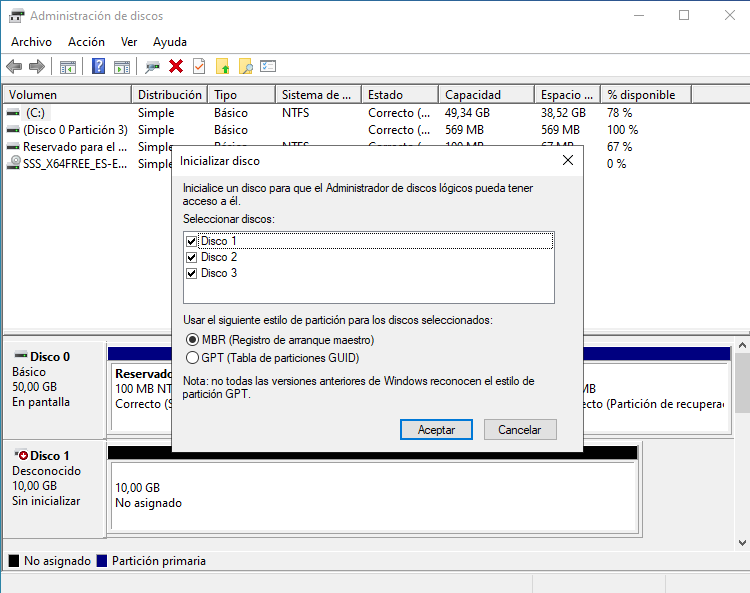 Administración de discos
Archivo Acción Ver Ayuda
Volumen Distribución Tipo Sistema de ... Estado Capacidad Espacio ... % disponible
(C:) Simple Básico NTFS Correcto (... 49,34 GB 38,52 GB 78 %
(Disco 0 Partición 3) Simple Básico Correcto (... 569 MB 569 MB 100 %
Reservado para el ... Simple Básico NTFS Correcto (... 100 MB 67 MB 67 %
SSS_X64FREE_ES-E... Simple 0 %
Inicializar disco
Inicialice un disco para que el Administrador de discos lógicos pueda tener
acceso a él.
Seleccionar discos:
Disco 1
Disco 2
Disco 3
Usar el siguiente estilo de partición para los discos seleccionados:
MBR (Registro de arranque maestro)
GPT (Tabla de particiones GUID)
Nota: no todas las versiones anteriores de Windows reconocen el estilo de
partición GPT.
Aceptar Cancelar
Disco 0
Básico
50,00 GB
En pantalla
Reservado
100 MB NT
Correcto (S
MB
cto (Partición de recupera
Disco 1
Desconocido
10,00 GB
Sin inicializar
10,00 GB
No asignado
No asignado Partición primaria